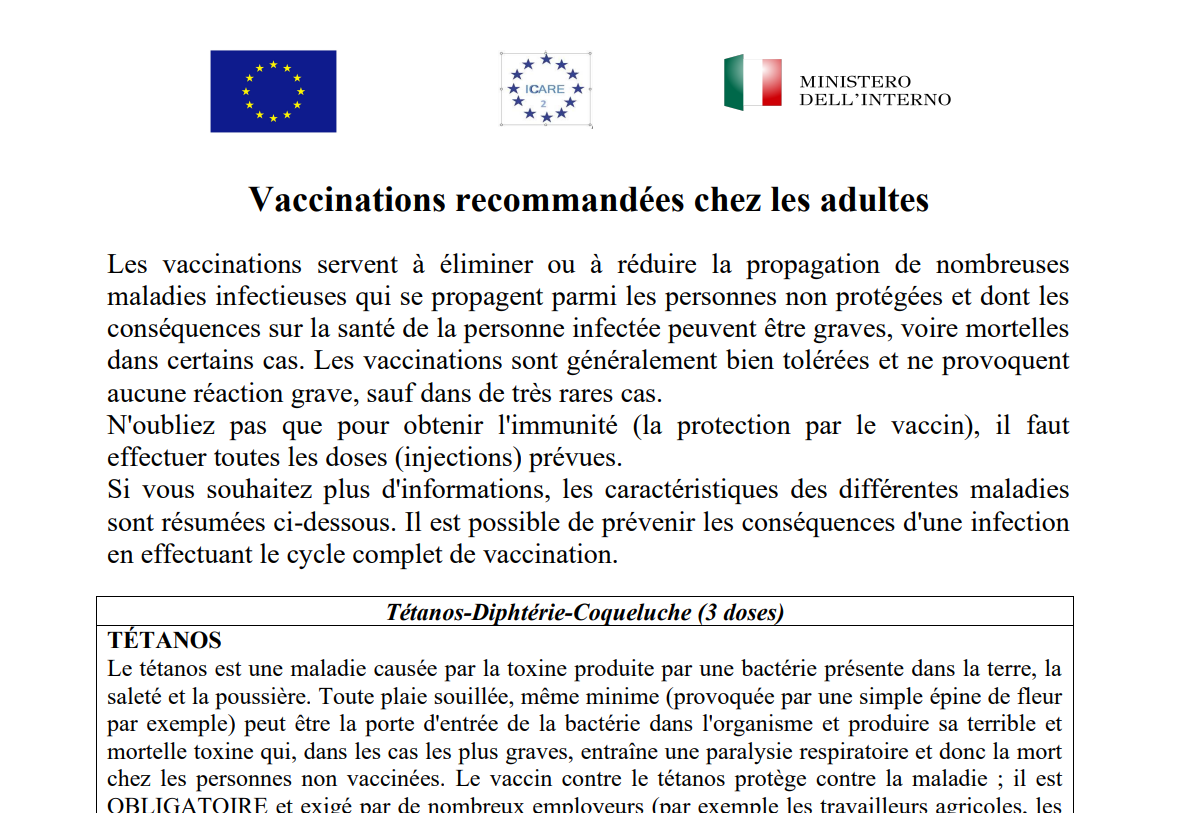 ICARE
2
MINISTERO
DELL'INTERNO
Vaccinations recommandées chez les adultes
Les vaccinations servent à éliminer ou à réduire la propagation de nombreuses
maladies infectieuses qui se propagent parmi les personnes non protégées et dont les
conséquences sur la santé de la personne infectée peuvent être graves, voire mortelles
dans certains cas. Les vaccinations sont généralement bien tolérées et ne provoquent
aucune réaction grave, sauf dans de très rares cas.
N'oubliez pas que pour obtenir l'immunité (la protection par le vaccin), il faut
effectuer toutes les doses (injections) prévues.
Si vous souhaitez plus d'informations, les caractéristiques des différentes maladies
sont résumées ci-dessous. Il est possible de prévenir les conséquences d'une infection
en effectuant le cycle complet de vaccination.
Tétanos-Diphtérie-Coqueluche (3 doses)
TÉTANOS
Le tétanos est une maladie causée par la toxine produite par une bactérie présente dans la terre, la
saleté et la poussière. Toute plaie souillée, même minime (provoquée par une simple épine de fleur
par exemple) peut être la porte d'entrée de la bactérie dans l'organisme et produire sa terrible et
mortelle toxine qui, dans les cas les plus graves, entraîne une paralysie respiratoire et donc la mort
chez les personnes non vaccinées. Le vaccin contre le tétanos protège contre la maladie ; il est
OBLIGATOIRE et exigé par de nombreux employeurs (par exemple les travailleurs agricoles, les